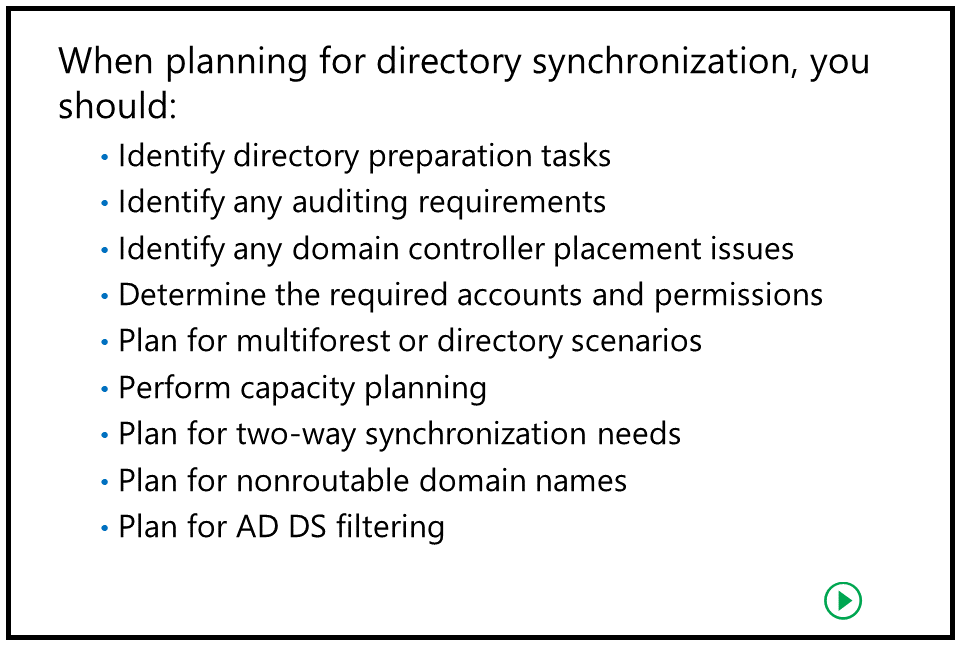 When planning for directory synchronization, you
should:
• Identify directory preparation tasks
• Identify any auditing requirements
• Identify any domain controller placement issues
• Determine the required accounts and permissions
• Plan for multiforest or directory scenarios
• Perform capacity planning
• Plan for two-way synchronization needs
• Plan for nonroutable domain names
• Plan for AD DS filtering